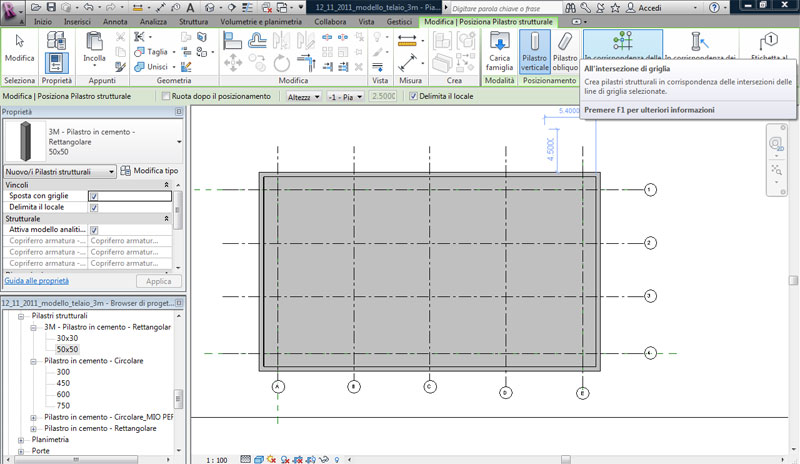 12_11_2011_modello_telaio_3m - Pia...
Digitare parola chiave o frase
Accedi
Inizio Inserisci Annota Analizza Struttura Volumetrie e planimetria Collabora Vista Gestisci Modifica | Posiziona Pilastro strutturale
Modifica
Incolla
Taglia
Unisci
Carica famiglia
Pilastro verticale
Pilastro obliquo
In corrispondenza delle
In corrispondenza dei
Etichetta al
Seleziona Proprietà Appunti Geometria Modifica Vista Misura Crea Modalità Posizionamento
All'intersezione di griglia
Crea pilastri strutturali in corrispondenza delle intersezioni delle
line di griglia selezionate.
Premere F1 per ulteriori informazioni
Modifica | Posiziona Pilastro strutturale
Ruota dopo il posizionamento
Altezz
-1 - Pia
2.5000
Delimita il locale
Proprietà
3M - Pilastro in cemento -
Rettangolare
50x50
Nuovo/i Pilastri strutturali
Modifica tipo
Vincoli
Sposta con griglie
Delimita il locale
Strutturale
Attiva modello analiti...
Copriferro armatura -... Copriferro armatur...
Copriferro armatura -... Copriferro armatur...
Copriferro armatura -... Copriferro armatur...
Guida alle proprietà
Applica
12_11_2011_modello_telaio_3m - Browser di proget...
Pilastri strutturali
3M - Pilastro in cemento - Rettangolar
30x30
50x50
Pilastro in cemento - Circolare
300
450
600
750
Pilastro in cemento - Circolare_MIO PER
Pilastro in cemento - Rettangolare
Planimetria
Porte
5.4000
4.5000
1
2
3
4
A B C D E
1 : 100